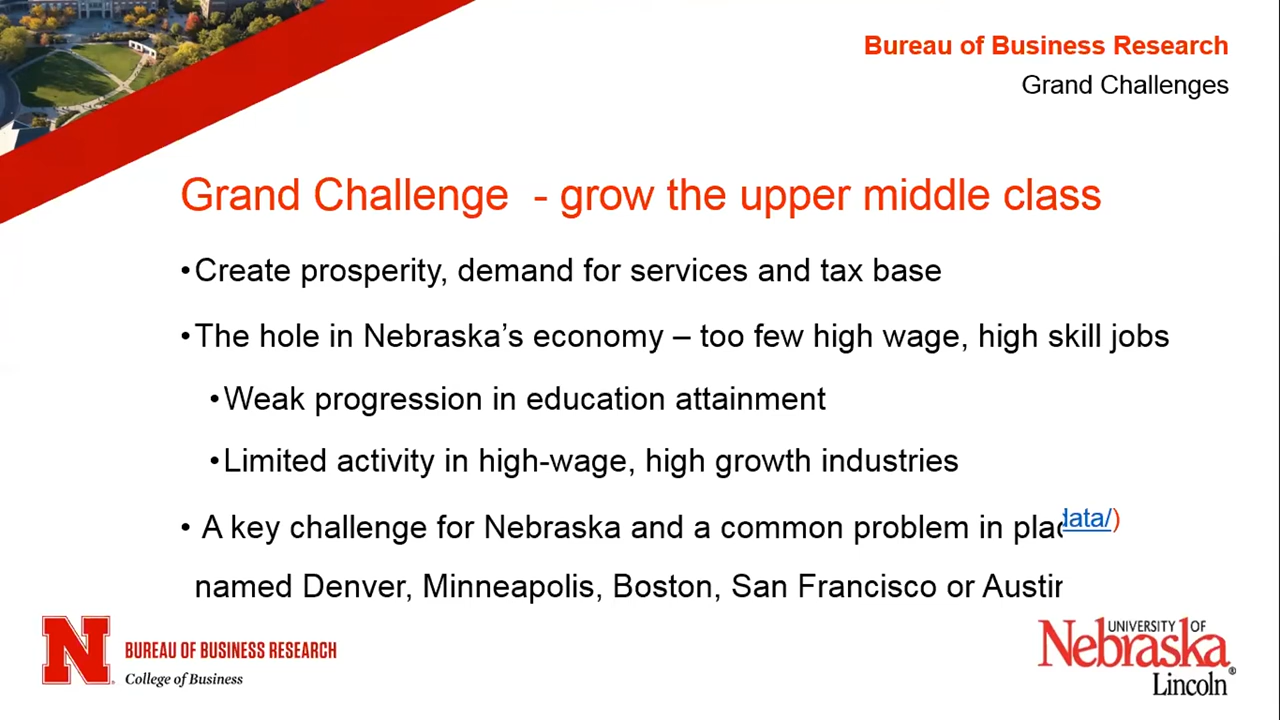 Bureau of Business Research
Grand Challenges
Grand Challenge - grow the upper middle class
•Create prosperity, demand for services and tax base
•The hole in Nebraska’s economy – too few high wage, high skill jobs
•Weak progression in education attainment
•Limited activity in high-wage, high growth industries
• A key challenge for Nebraska and a common problem in
data/)
named Denver, Minneapolis, Boston, San Francisco or
N
BUREAU OF BUSINESS RESEARCH
College of Business
UNIVERSITY OF
Nebraska
Lincoln®